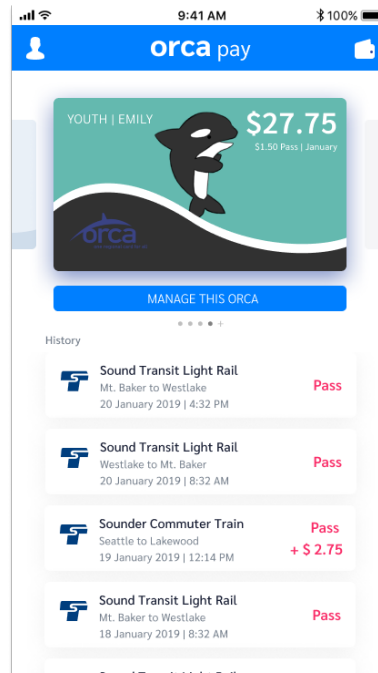 9:41 AM
100%
orca pay
YOUTH | EMILY
$27.75
$1.50 Pass | January
orca
MANAGE THIS ORCA
+
History
Sound Transit Light Rail
Mt. Baker to Westlake
20 January 2019 | 4:32 PM
Pass
Sound Transit Light Rail
Westlake to Mt. Baker
20 January 2019 | 8:32 AM
Pass
Sounder Commuter Train
Seattle to Lakewood
19 January 2019 | 12:14 PM
Pass
+ $ 2.75
Sound Transit Light Rail
Mt. Baker to Westlake
18 January 2019 | 8:32 AM
Pass